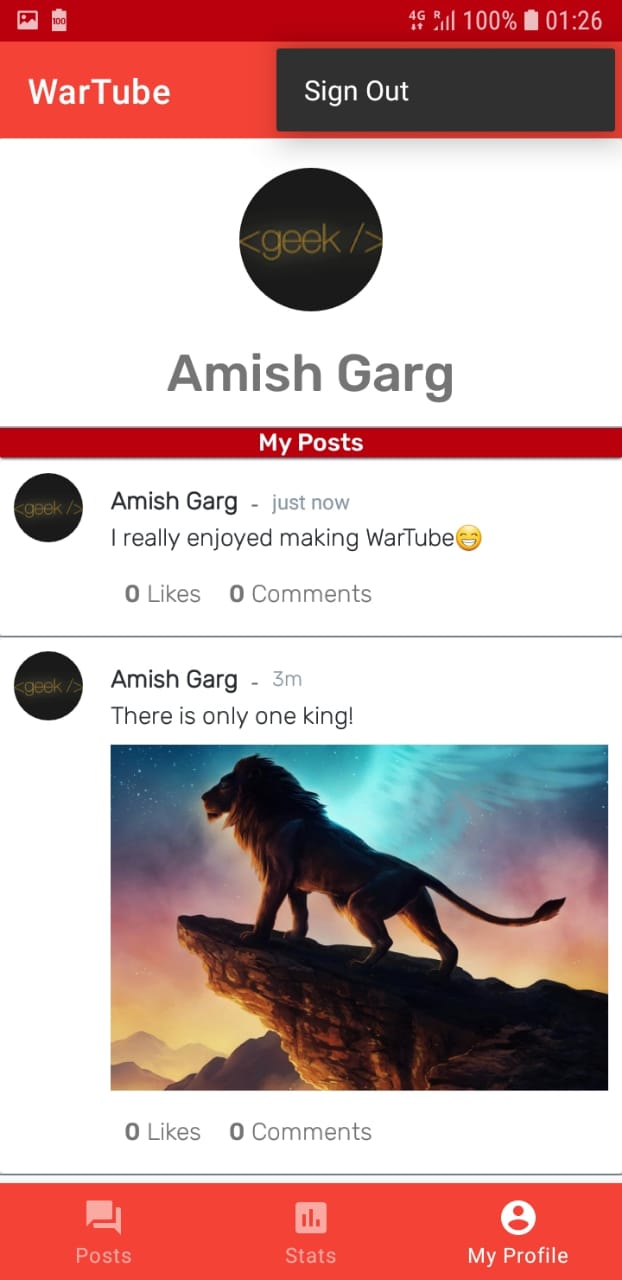 100
4G R 100% 01:26
WarTube
Sign Out
<geek />
Amish Garg
My Posts
<geek />
Amish Garg - just now
I really enjoyed making WarTube😁
0 Likes 0 Comments
<geek />
Amish Garg - 3m
There is only one king!
0 Likes 0 Comments
Posts Stats My Profile